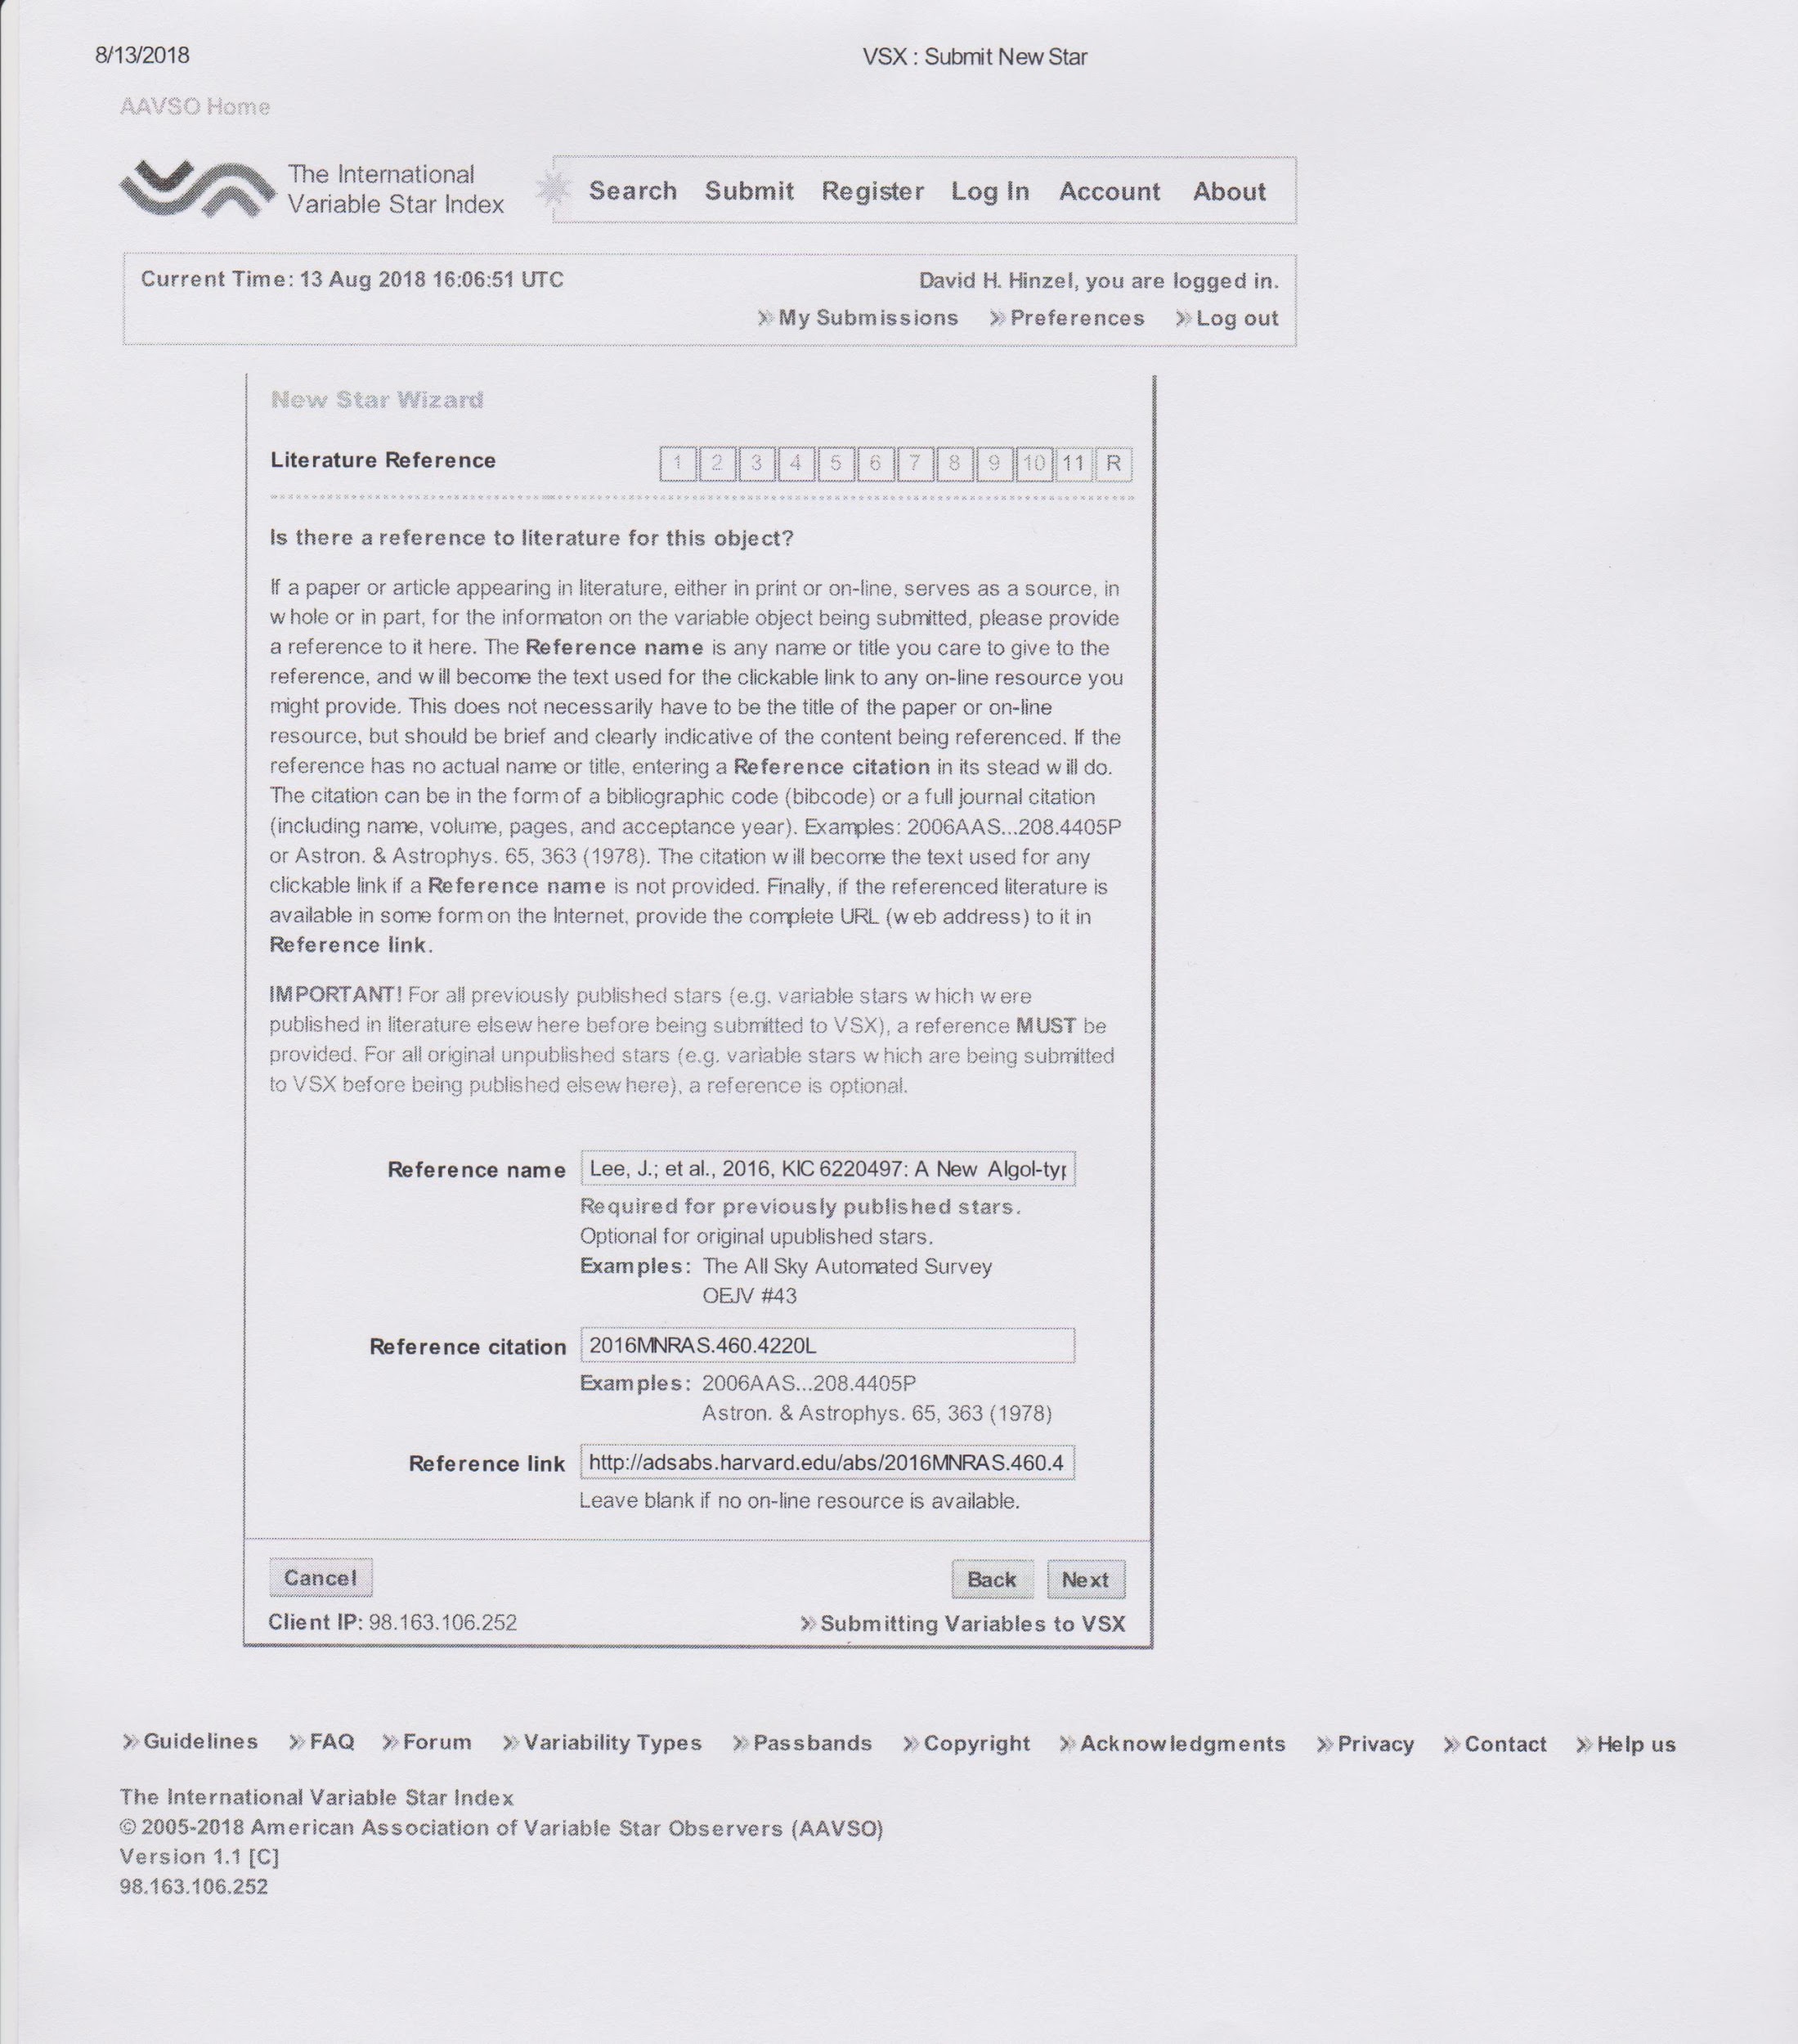 8/13/2018
VSX : Submit New Star
AAVSO Home
The International
Variable Star Index
Search Submit Register Log In Account About
Current Time: 13 Aug 2018 16:06:51 UTC
David H. Hinzel, you are logged in.
» My Submissions » Preferences » Log out
New Star Wizard
Literature Reference
1 2 3 4 5 6 7 8 9 10 11 R
Is there a reference to literature for this object?
If a paper or article appearing in literature, either in print or on-line, serves as a source, in
whole or in part, for the informaton on the variable object being submitted, please provide
a reference to it here. The Reference name is any name or title you care to give to the
reference, and will become the text used for the clickable link to any on-line resource you
might provide. This does not necessarily have to be the title of the paper or on-line
resource, but should be brief and clearly indicative of the content being referenced. If the
reference has no actual name or title, entering a Reference citation in its stead will do.
The citation can be in the form of a bibliographic code (bibcode) or a full journal citation
(including name, volume, pages, and acceptance year). Examples: 2006AAS...208.4405P
or Astron. & Astrophys. 65, 363 (1978). The citation will become the text used for any
clickable link if a Reference name is not provided. Finally, if the referenced literature is
available in some form on the Internet, provide the complete URL (web address) to it in
Reference link.
IMPORTANT! For all previously published stars (e.g. variable stars which were
published in literature elsewhere before being submitted to VSX), a reference MUST be
provided. For all original unpublished stars (e.g. variable stars which are being submitted
to VSX before being published elsewhere), a reference is optional.
Reference name Lee, J.; et al., 2016, KIC 6220497: A New Algol-typ
Required for previously published stars.
Optional for original upublished stars.
Examples: The All Sky Automated Survey
OEJV #43
Reference citation 2016MNRAS.460.4220L
Examples: 2006AAS...208.4405P
Astron. & Astrophys. 65, 363 (1978)
Reference link http://adsabs.harvard.edu/abs/2016MNRAS.460.4
Leave blank if no on-line resource is available.
Cancel Back Next
Client IP: 98.163.106.252 » Submitting Variables to VSX
» Guidelines » FAQ » Forum » Variability Types » Passbands » Copyright » Acknowledgments » Privacy » Contact » Help us
The International Variable Star Index
© 2005-2018 American Association of Variable Star Observers (AAVSO)
Version 1.1 [C]
98.163.106.252